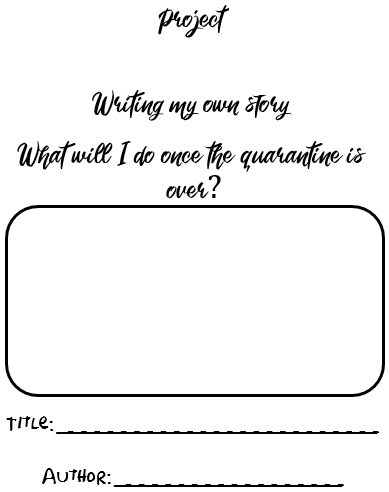 Project
Writing my own story
What will I do once the quarantine is
over?
TITLE:
AUTHOR: